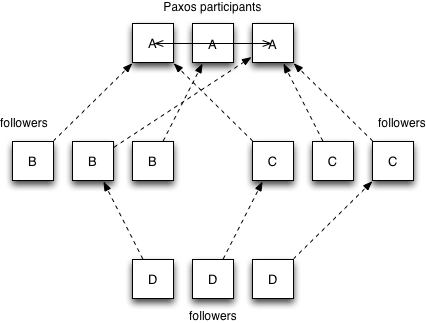 Paxos participants
A A A
followers followers
B B B C C C
D D D
followers